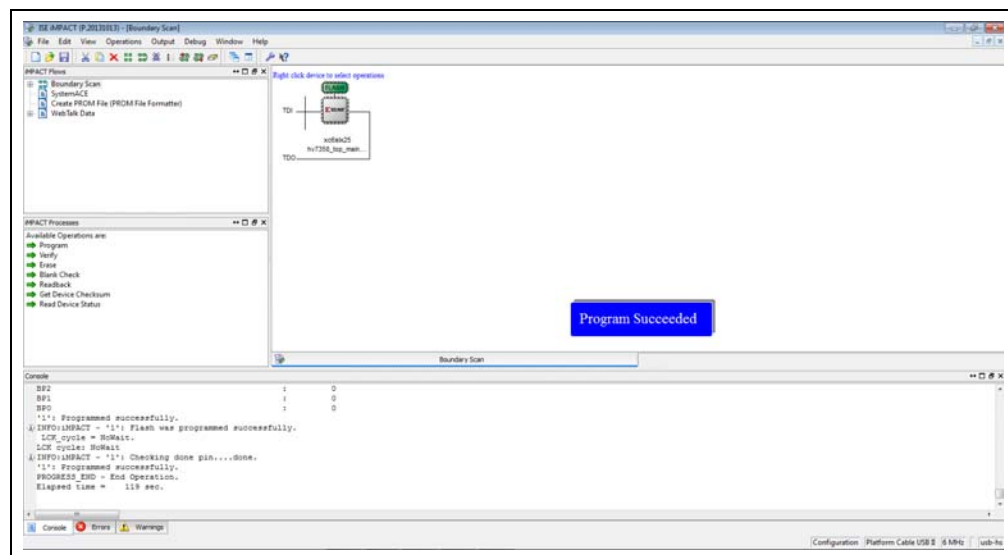 ISE iMPACT (P.20131013) - [Boundary Scan]
File Edit View Operations Output Debug Window Help
iMPACT Flows
Boundary Scan
SystemACE
Create PROM File (PROM File Formatter)
WebTalk Data
Right click device to select operations
FLASH
TDI
XILINX
xc6slx25
hv7358_top_main...
TDO
iMPACT Processes
Available Operations are:
Program
Verify
Erase
Blank Check
Readback
Get Device Checksum
Read Device Status
Program Succeeded
Boundary Scan
Console
BP2 : 0
BP1 : 0
BP0 : 0
'1': Programmed successfully.
INFO:iMPACT - '1': Flash was programmed successfully.
LCK_cycle = NoWait.
LCK cycle: NoWait
INFO:iMPACT - '1': Checking done pin....done.
'1': Programmed successfully.
PROGRESS_END - End Operation.
Elapsed time = 119 sec.
Console Errors Warnings
Configuration Platform Cable USB II 6 MHz usb-hs